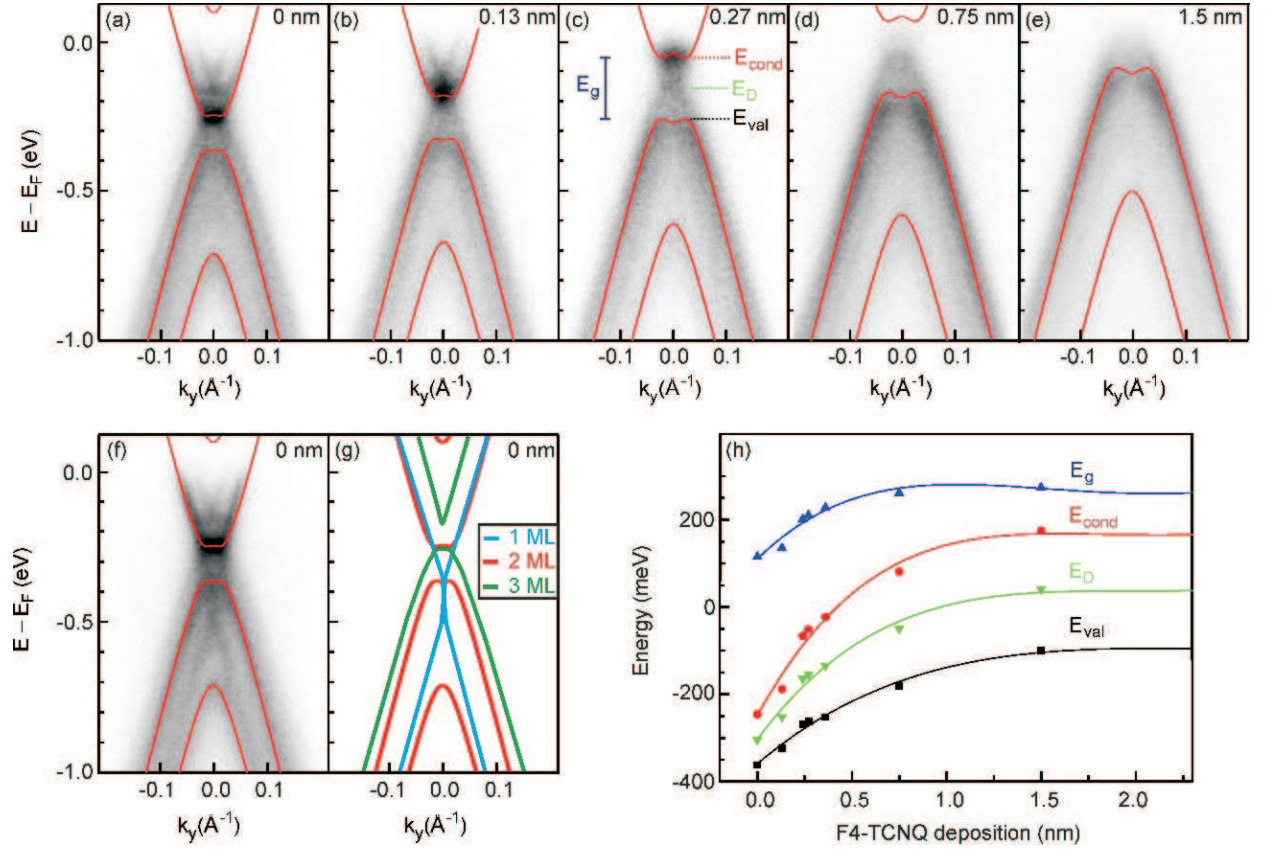 (a) 0 nm
(b) 0.13 nm
(c) 0.27 nm
(d) 0.75 nm
(e) 1.5 nm
E_cond
E_g
E_D
E_val
0.0
-0.5
-1.0
E – E_F (eV)
-0.1 0.0 0.1
-0.1 0.0 0.1
-0.1 0.0 0.1
-0.1 0.0 0.1
-0.1 0.0 0.1
k_y(Å⁻¹)
k_y(Å⁻¹)
k_y(Å⁻¹)
k_y(Å⁻¹)
k_y(Å⁻¹)
(f) 0 nm
(g) 0 nm
1 ML
2 ML
3 ML
0.0
-0.5
-1.0
E – E_F (eV)
-0.1 0.0 0.1
-0.1 0.0 0.1
k_y(Å⁻¹)
k_y(Å⁻¹)
(h)
E_g
E_cond
E_D
E_val
200
0
-200
-400
Energy (meV)
0.0 0.5 1.0 1.5 2.0
F4-TCNQ deposition (nm)